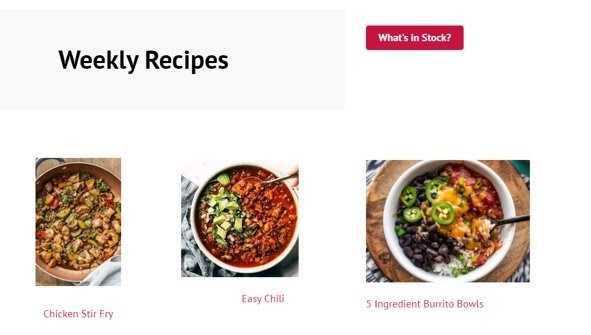 Weekly Recipes
What's in Stock?
Chicken Stir Fry
Easy Chili
5 Ingredient Burrito Bowls